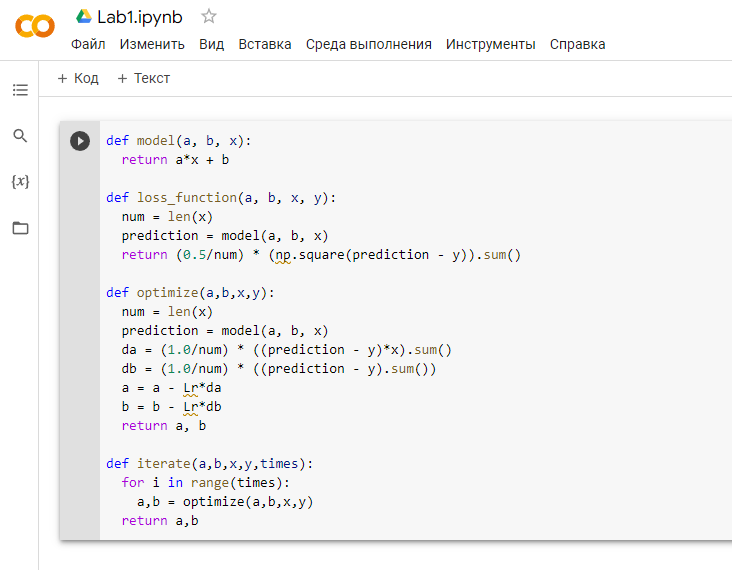 Lab1.ipynb
Файл Изменить Вид Вставка Среда выполнения Инструменты Справка
+ Код + Текст
{x}
def model(a, b, x):
  return a*x + b
def loss_function(a, b, x, y):
  num = len(x)
  prediction = model(a, b, x)
  return (0.5/num) * (np.square(prediction - y)).sum()
def optimize(a,b,x,y):
  num = len(x)
  prediction = model(a, b, x)
  da = (1.0/num) * ((prediction - y)*x).sum()
  db = (1.0/num) * ((prediction - y).sum())
  a = a - Lr*da
  b = b - Lr*db
  return a, b
def iterate(a,b,x,y,times):
  for i in range(times):
    a,b = optimize(a,b,x,y)
  return a,b